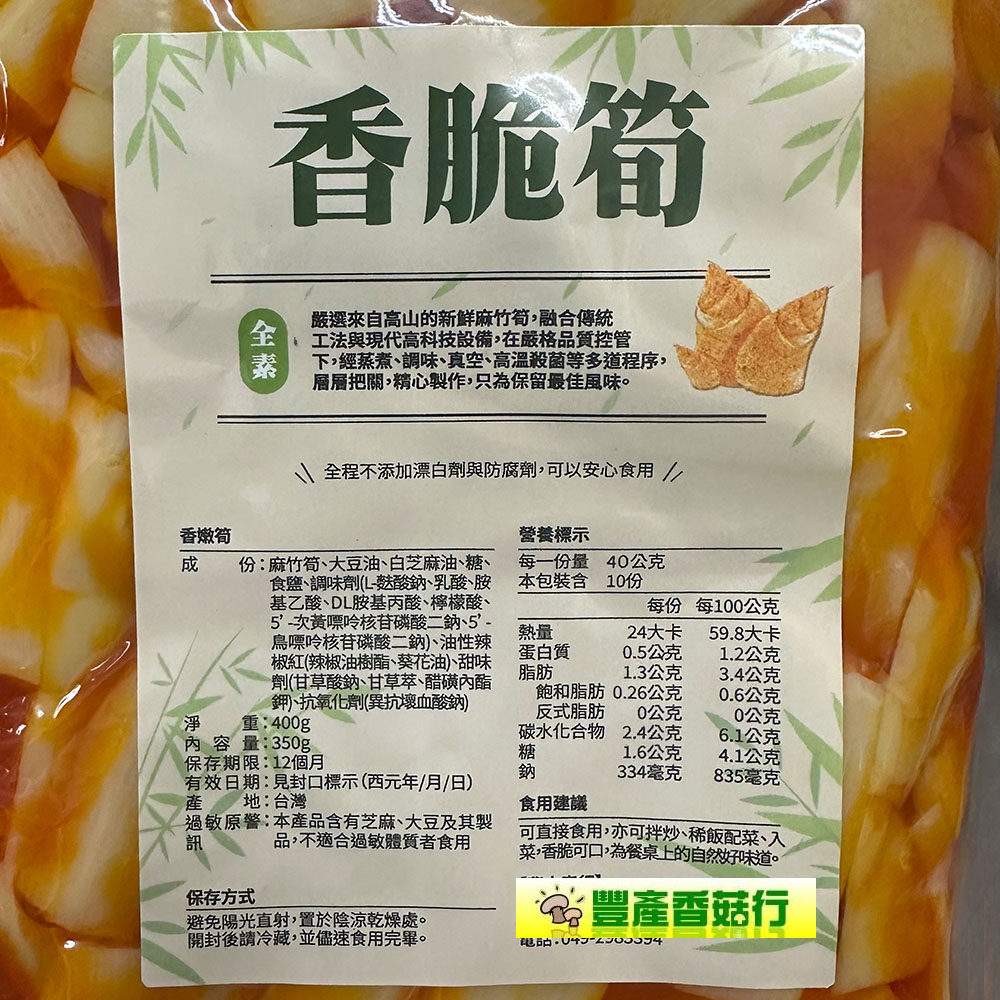 香脆筍
全素
嚴選來自高山的新鮮麻竹筍，融合傳統
工法與現代高科技設備，在嚴格品質控管
下，經蒸煮、調味、真空、高溫殺菌等多道程序，
層層把關，精心製作，只為保留最佳風味。
全程不添加漂白劑與防腐劑，可以安心食用
香嫩筍
成份：麻竹筍、大豆油、白芝麻油、糖、
食鹽、調味劑(L-麩酸鈉、乳酸、胺
基乙酸、DL胺基丙酸、檸檬酸、
5'-次黃嘌呤核苷磷酸二鈉、5'-
鳥嘌呤核苷磷酸二鈉)、油性辣
椒紅(辣椒油樹酯、葵花油)、甜味
劑(甘草酸鈉、甘草萃、醋磺內酯
鉀)、抗氧化劑(異抗壞血酸鈉)
淨重：400g
內容量：350g
保存期限：12個月
有效日期：見封口標示（西元年/月/日）
產地：台灣
過敏原警：本產品含有芝麻、大豆及其製
訊 品，不適合過敏體質者食用
保存方式
避免陽光直射，置於陰涼乾燥處。
開封後請冷藏，並儘速食用完畢。
營養標示
每一份量 40公克
本包裝含 10份
每份 每100公克
熱量 24大卡 59.8大卡
蛋白質 0.5公克 1.2公克
脂肪 1.3公克 3.4公克
飽和脂肪 0.26公克 0.6公克
反式脂肪 0公克 0公克
碳水化合物 2.4公克 6.1公克
糖 1.6公克 4.1公克
鈉 334毫克 835毫克
食用建議
可直接食用，亦可拌炒、稀飯配菜、入
菜，香脆可口，為餐桌上的自然好味道。
豐產香菇行
電話：049-2983394